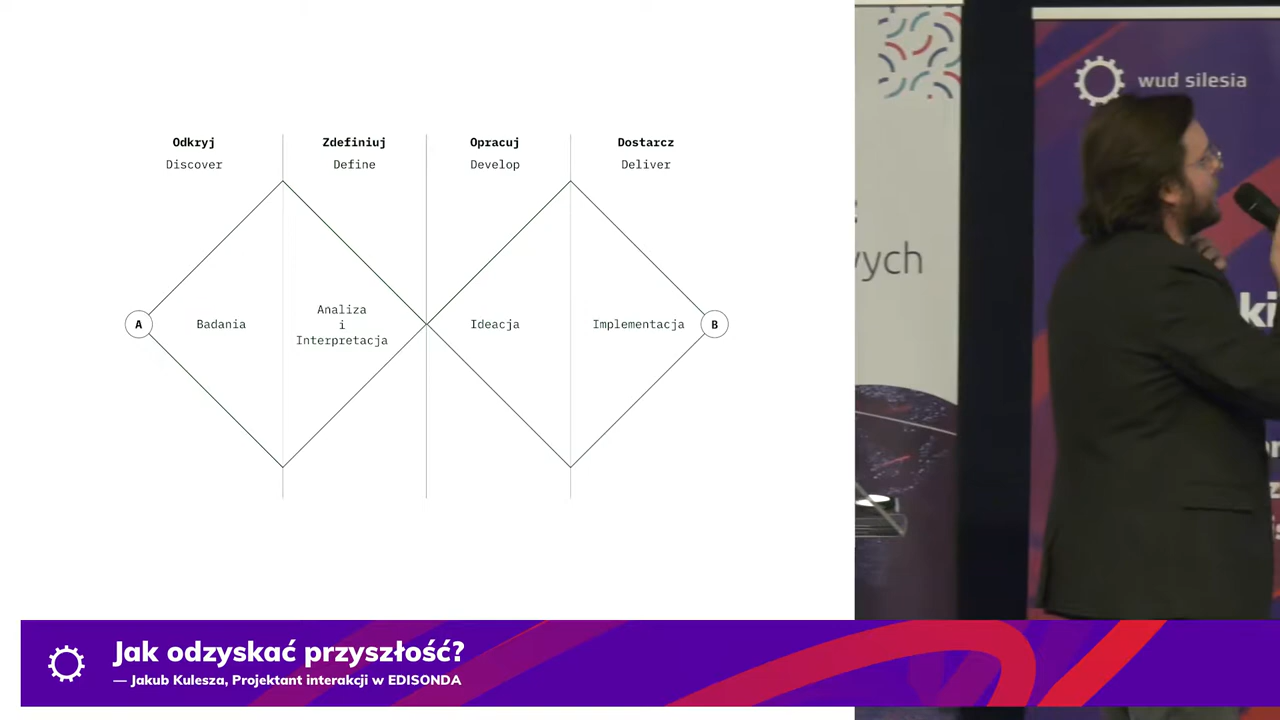 Odkryj
Discover
Zdefiniuj
Define
Opracuj
Develop
Dostarcz
Deliver
A
Badania
Analiza
i
Interpretacja
Ideacja
Implementacja
B
wud silesia
ych
ki
Jak odzyskać przyszłość?
— Jakub Kulesza, Projektant interakcji w EDISONDA